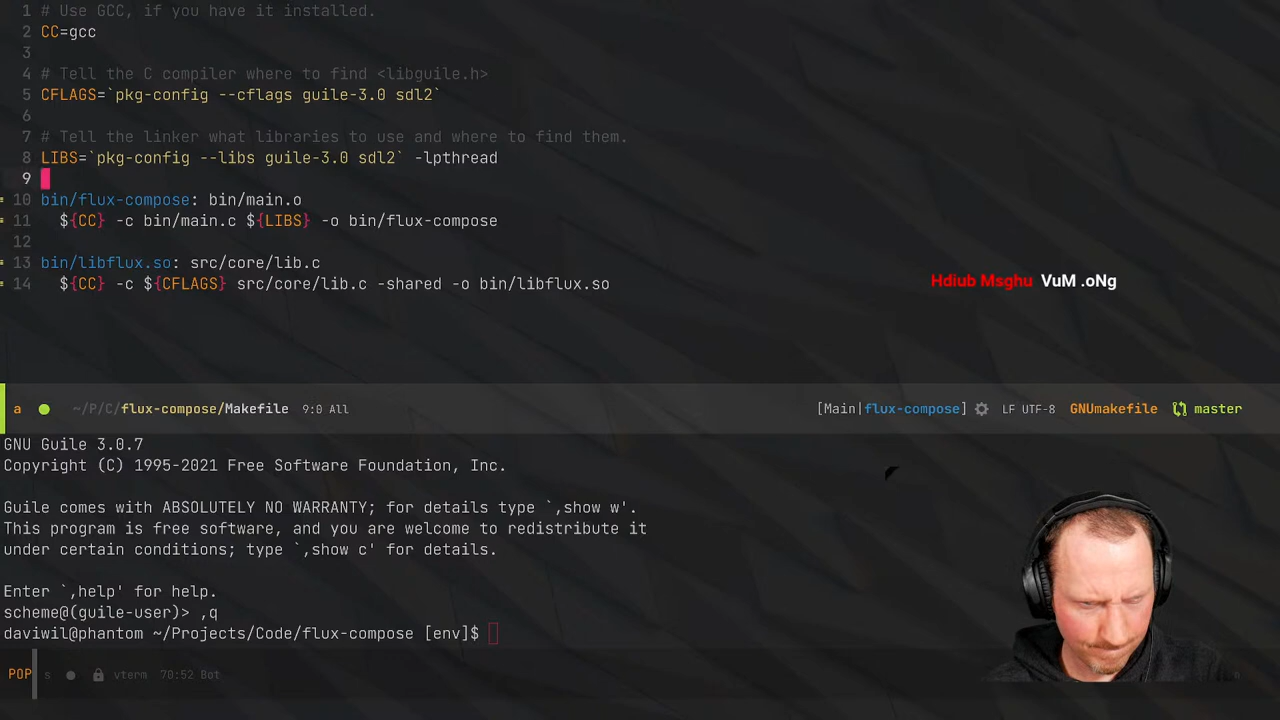 1 # Use GCC, if you have it installed.
2 CC=gcc
3
4 # Tell the C compiler where to find <libguile.h>
5 CFLAGS=`pkg-config --cflags guile-3.0 sdl2`
6
7 # Tell the linker what libraries to use and where to find them.
8 LIBS=`pkg-config --libs guile-3.0 sdl2` -lpthread
9
10 bin/flux-compose: bin/main.o
11 ${CC} -c bin/main.c ${LIBS} -o bin/flux-compose
12
13 bin/libflux.so: src/core/lib.c
14 ${CC} -c ${CFLAGS} src/core/lib.c -shared -o bin/libflux.so
Hdiub Msghu VuM .oNg
a ~/P/C/flux-compose/Makefile 9:0 All [Main|flux-compose] LF UTF-8 GNUmakefile master
GNU Guile 3.0.7
Copyright (C) 1995-2021 Free Software Foundation, Inc.
Guile comes with ABSOLUTELY NO WARRANTY; for details type `,show w'.
This program is free software, and you are welcome to redistribute it
under certain conditions; type `,show c' for details.
Enter `,help' for help.
scheme@(guile-user)> ,q
daviwil@phantom ~/Projects/Code/flux-compose [env]$
POP s vterm 70:52 Bot